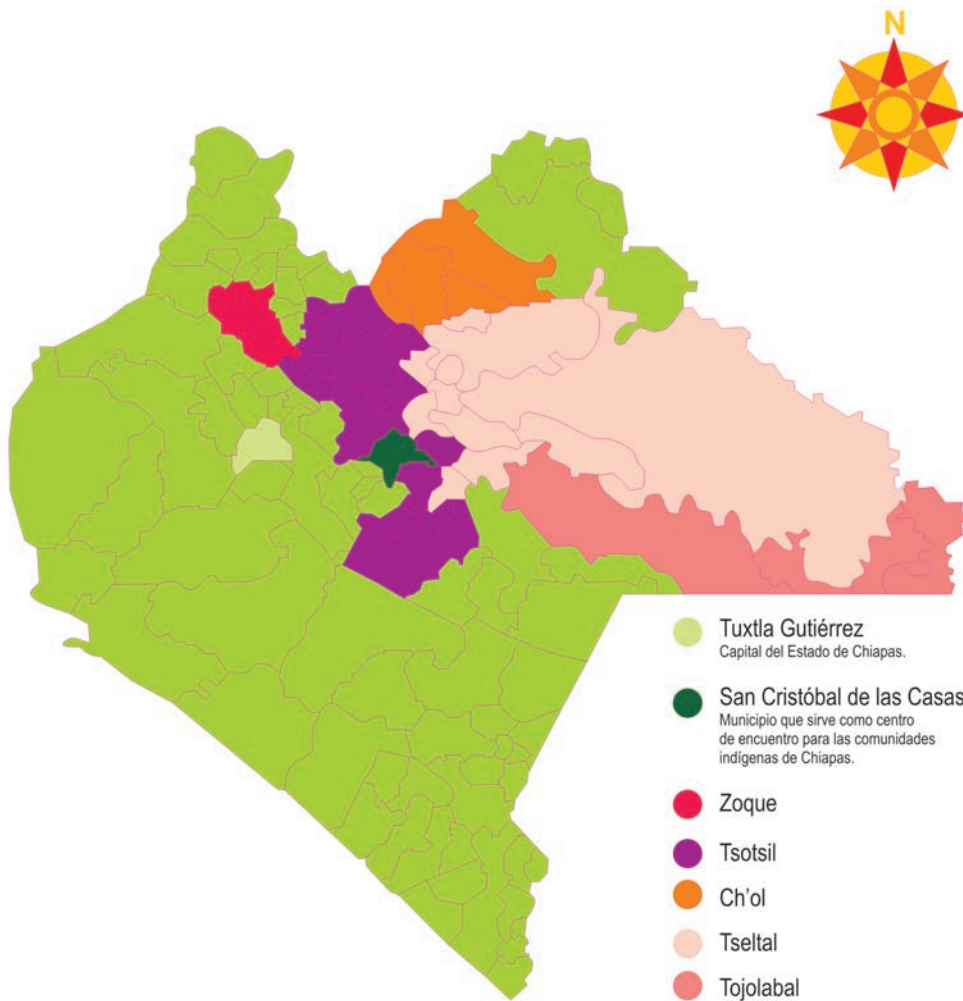 N
Tuxtla Gutiérrez
Capital del Estado de Chiapas.
San Cristóbal de las Casas
Municipio que sirve como centro
de encuentro para las comunidades
indígenas de Chiapas.
Zoque
Tsotsil
Ch'ol
Tseltal
Tojolabal